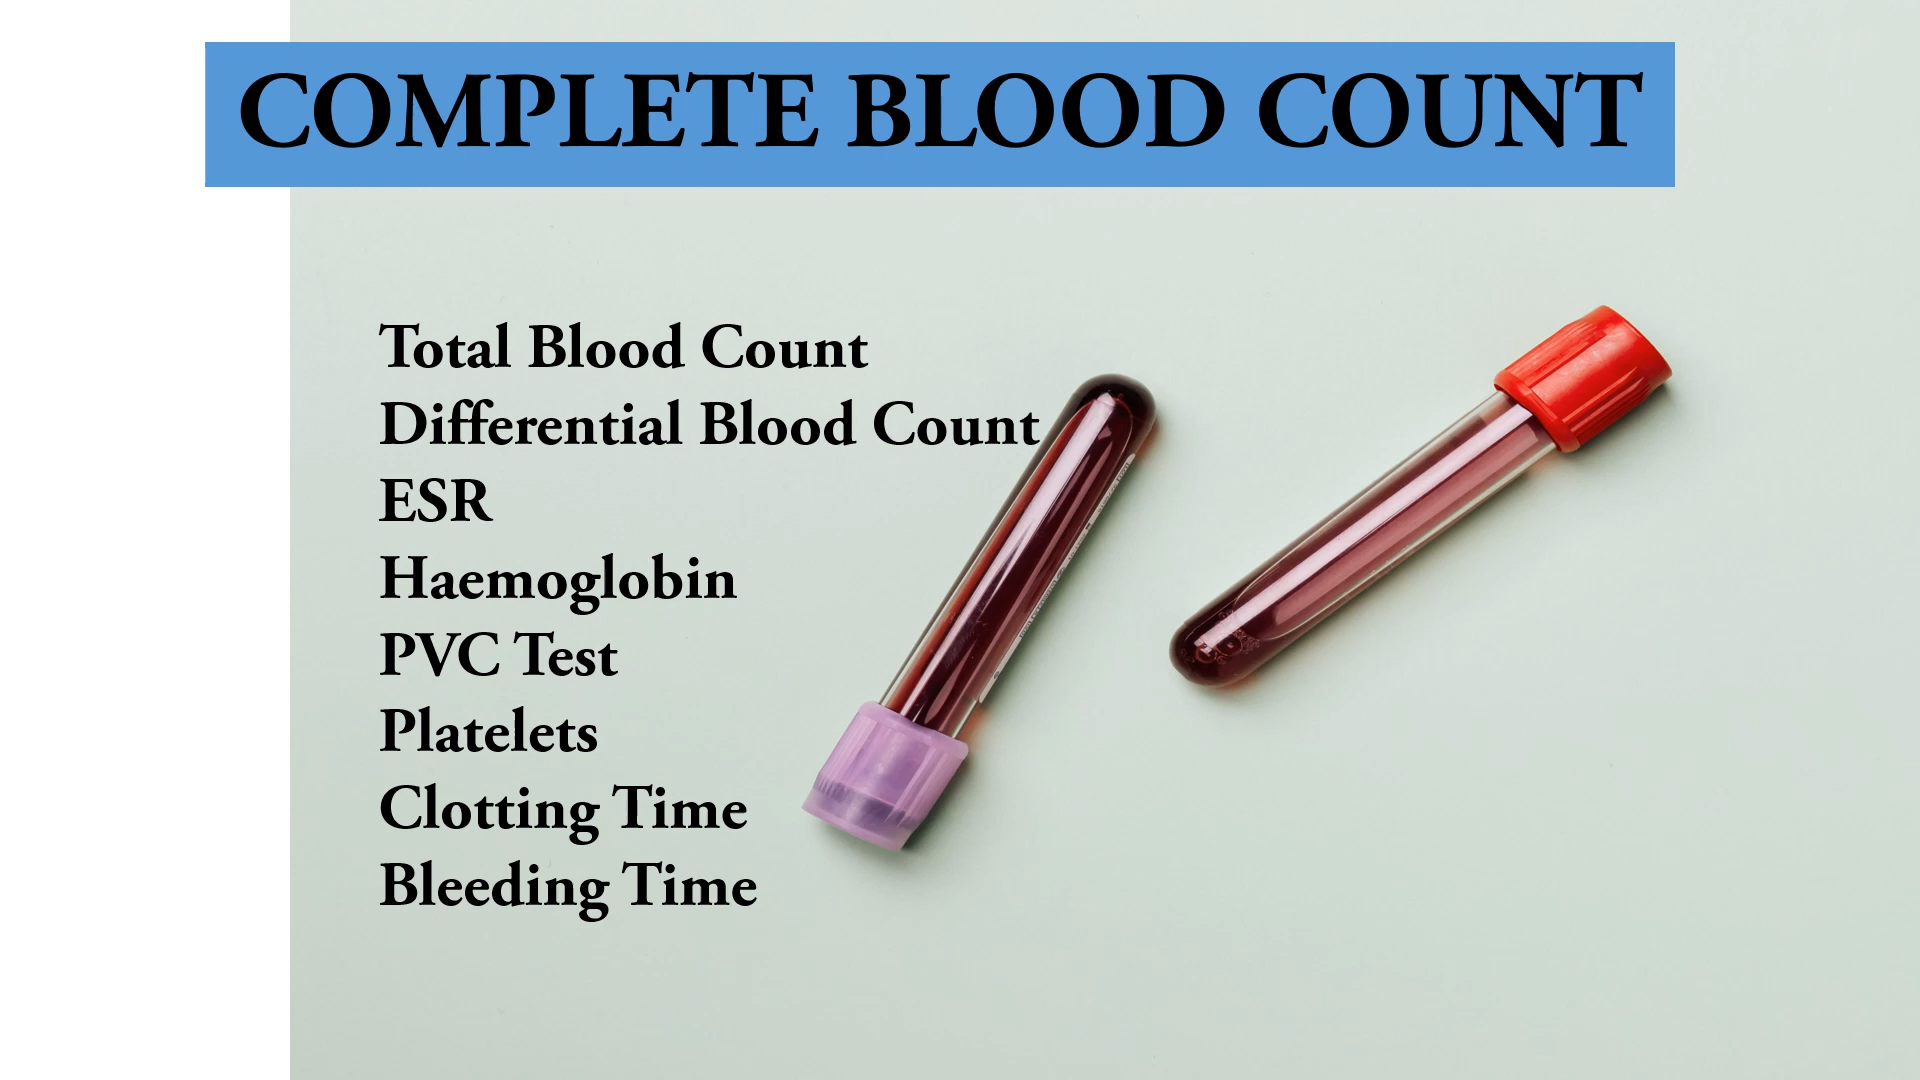 COMPLETE BLOOD COUNT
Total Blood Count
Differential Blood Count
ESR
Haemoglobin
PVC Test
Platelets
Clotting Time
Bleeding Time